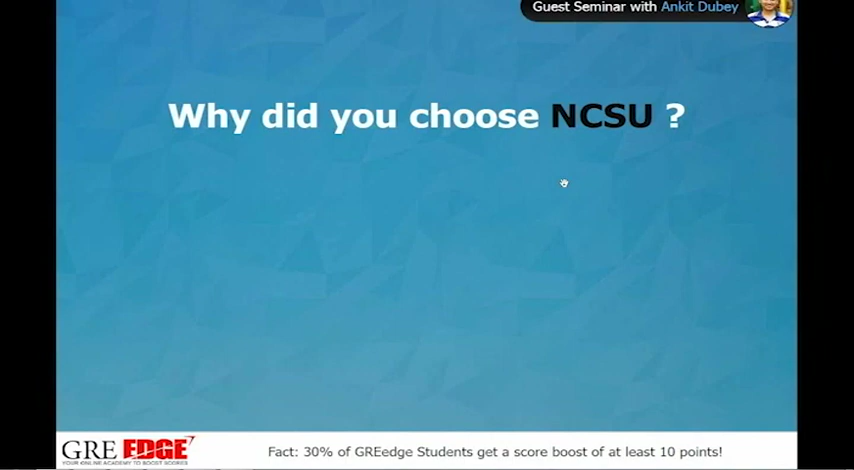 Guest Seminar with Ankit Dubey
Why did you choose NCSU ?
GRE EDGE
YOUR ONLINE ACADEMY TO BOOST SCORES
Fact: 30% of GREedge Students get a score boost of at least 10 points!